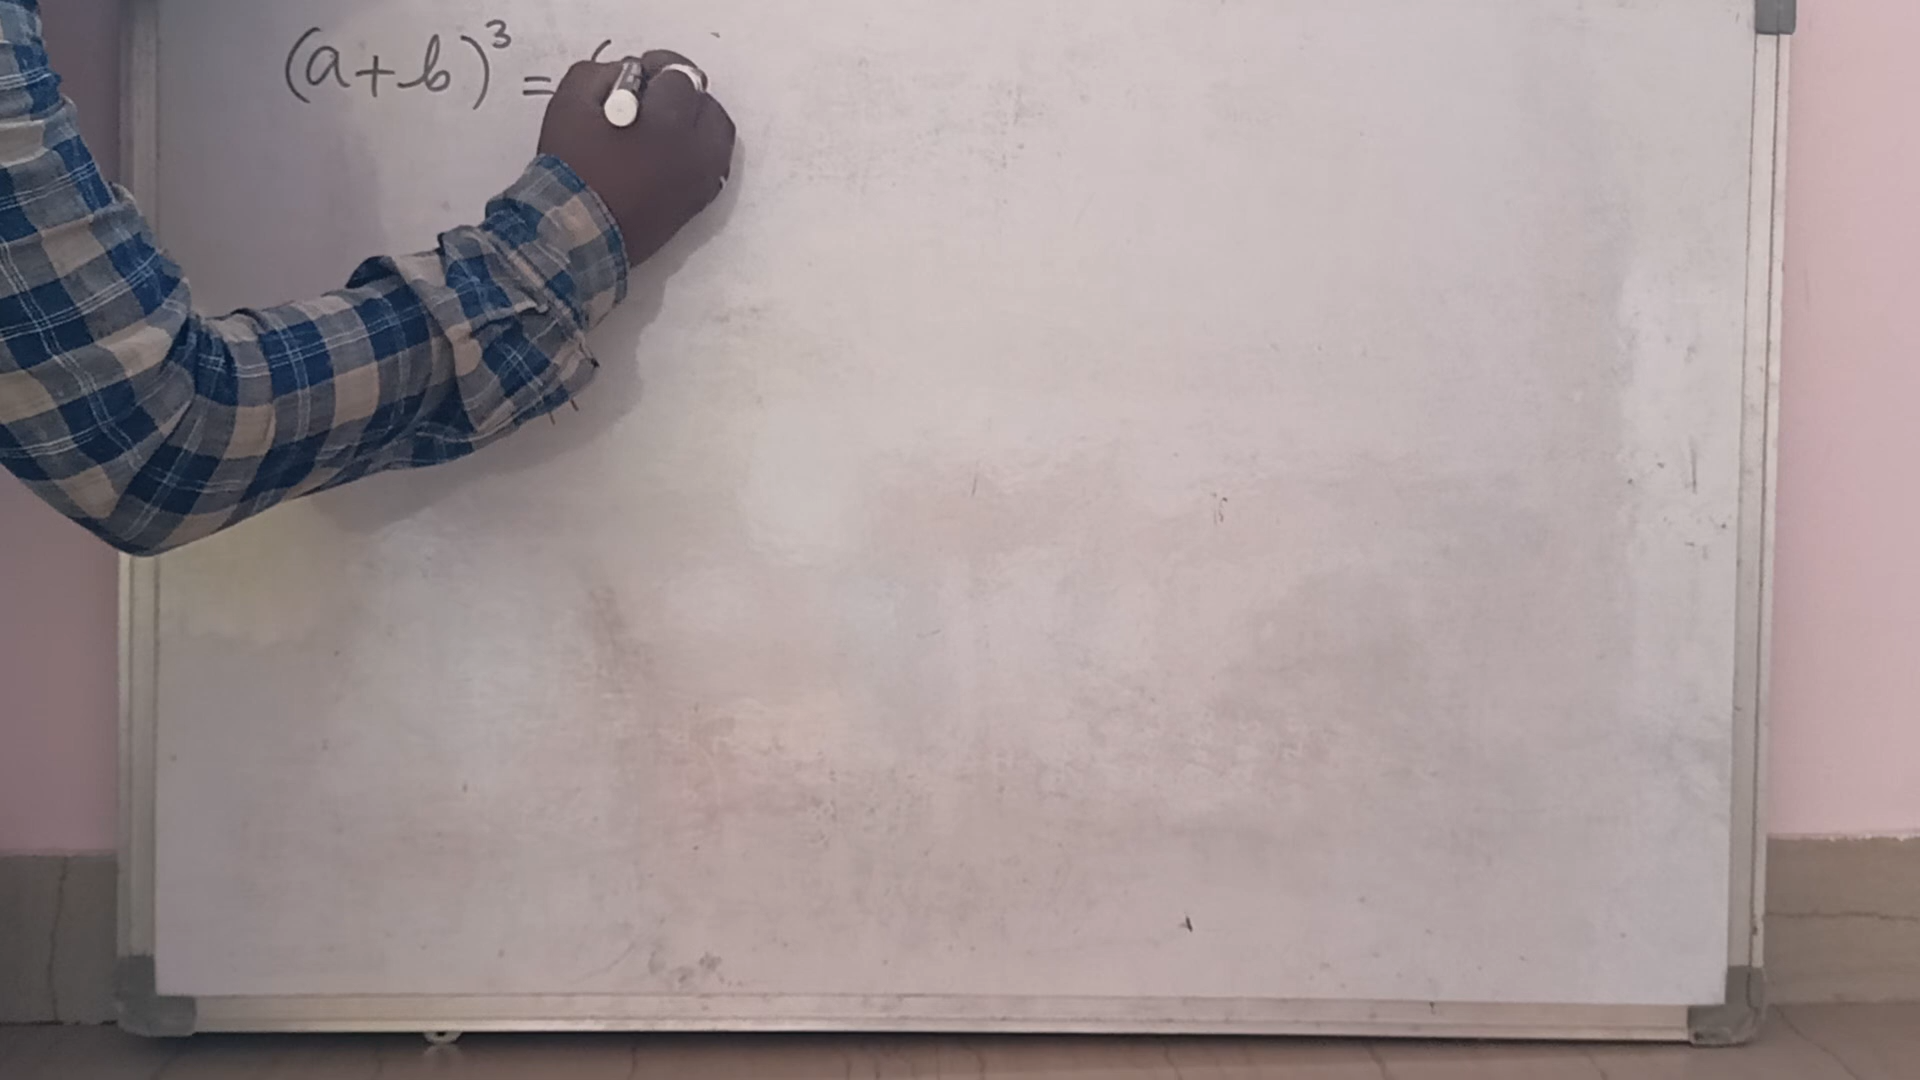 (a+b)³ = (